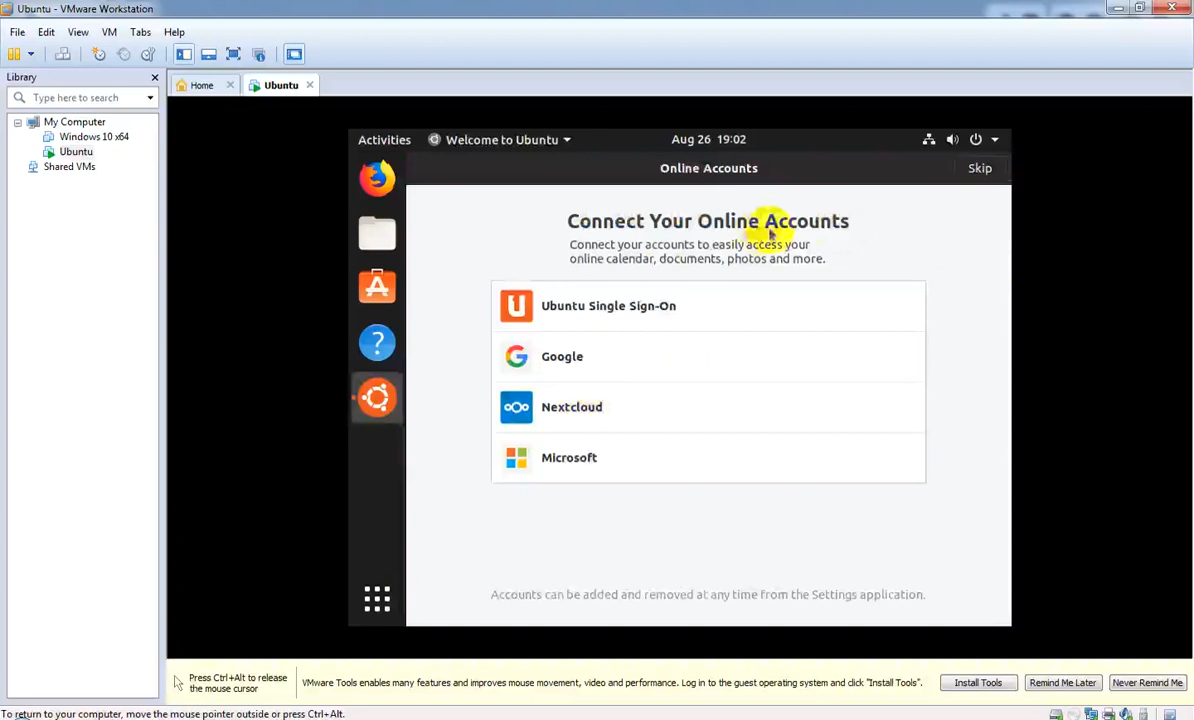 Ubuntu - VMware Workstation
File Edit View VM Tabs Help
Library
Home Ubuntu
Type here to search
My Computer
Windows 10 x64
Ubuntu
Shared VMs
Activities Welcome to Ubuntu Aug 26 19:02
Online Accounts Skip
Connect Your Online Accounts
Connect your accounts to easily access your
online calendar, documents, photos and more.
Ubuntu Single Sign-On
Google
Nextcloud
Microsoft
Accounts can be added and removed at any time from the Settings application.
Press Ctrl+Alt to release
the mouse cursor
VMware Tools enables many features and improves mouse movement, video and performance. Log in to the guest operating system and click "Install Tools".
Install Tools Remind Me Later Never Remind Me
To return to your computer, move the mouse pointer outside or press Ctrl+Alt.